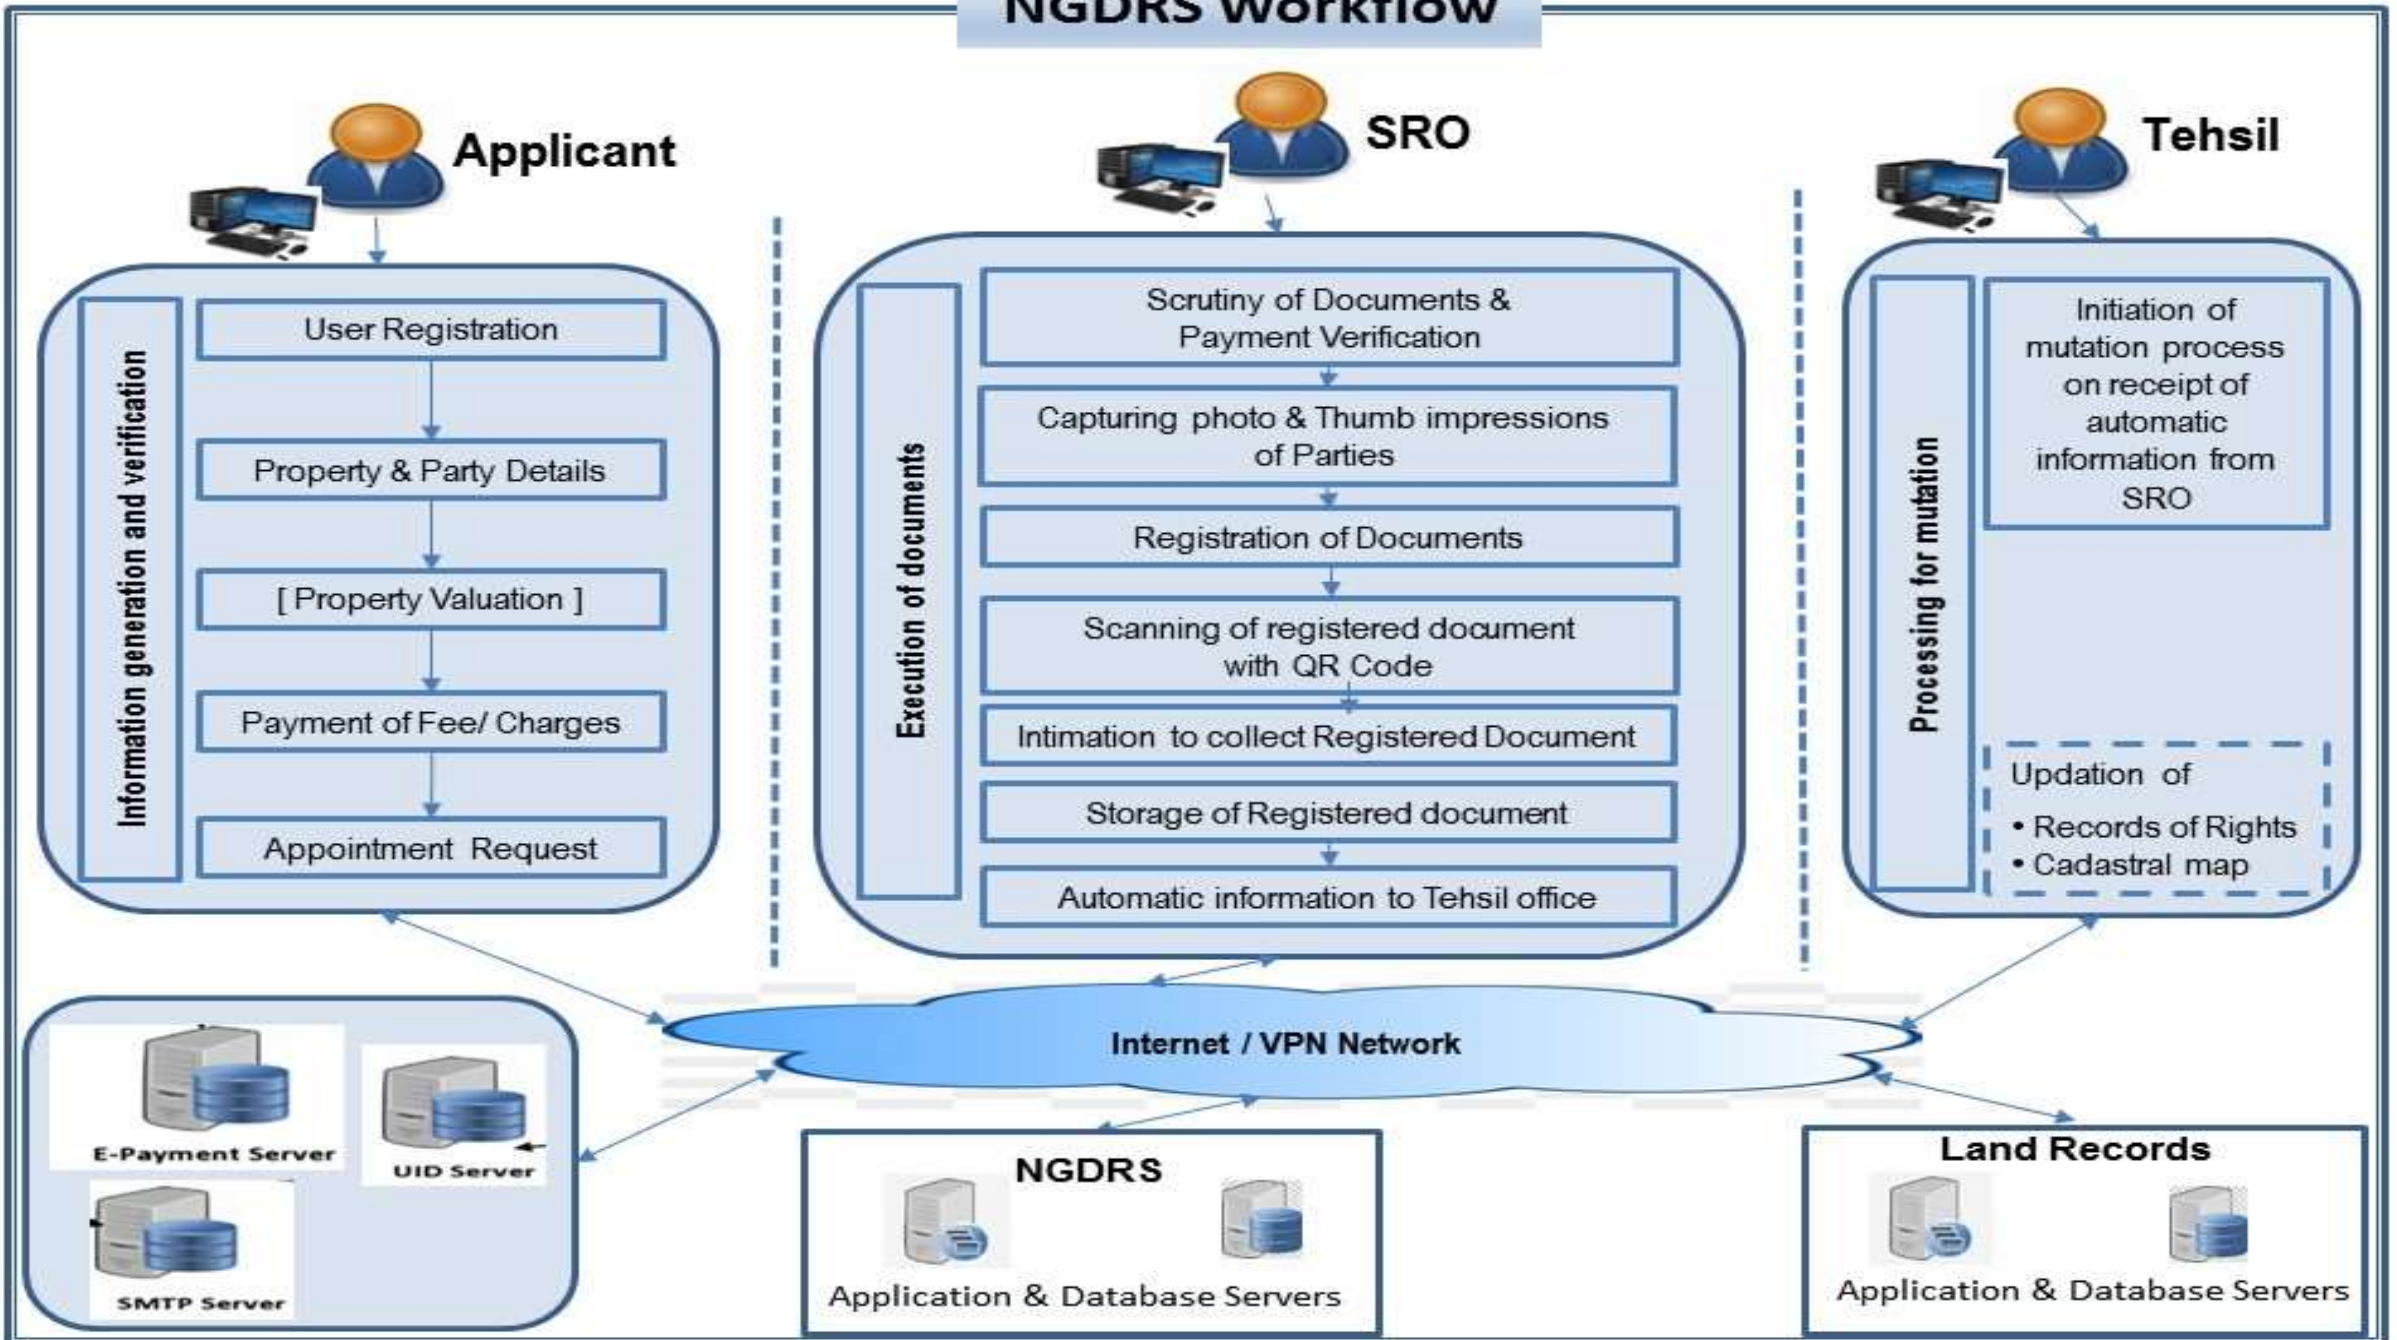 NGDRS Workflow
Applicant
Information generation and verification
User Registration
Property & Party Details
[ Property Valuation ]
Payment of Fee/ Charges
Appointment Request
SRO
Execution of documents
Scrutiny of Documents &
Payment Verification
Capturing photo & Thumb impressions
of Parties
Registration of Documents
Scanning of registered document
with QR Code
Intimation to collect Registered Document
Storage of Registered document
Automatic information to Tehsil office
Tehsil
Processing for mutation
Initiation of
mutation process
on receipt of
automatic
information from
SRO
Updation of
• Records of Rights
• Cadastral map
Internet / VPN Network
E-Payment Server
UID Server
SMTP Server
NGDRS
Application & Database Servers
Land Records
Application & Database Servers